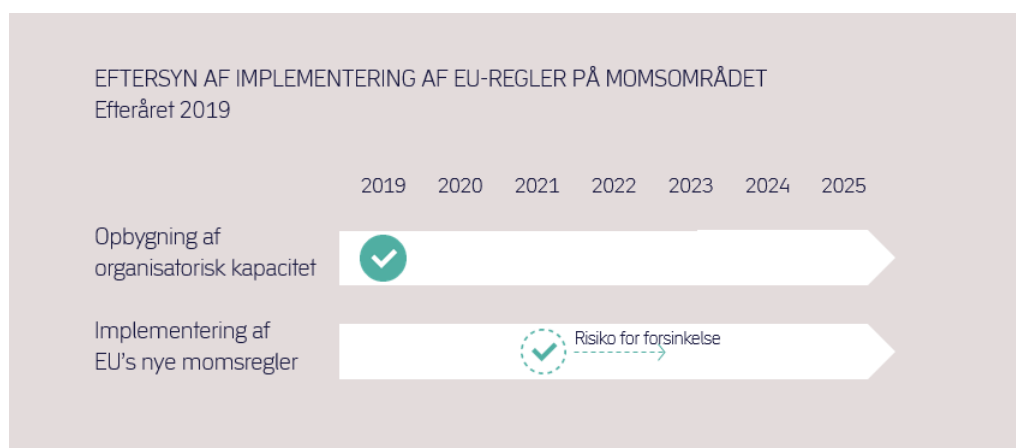 EFTERSYN AF IMPLEMENTERING AF EU-REGLER PÅ MOMSOMRÅDET
Efteråret 2019
2019 2020 2021 2022 2023 2024 2025
Opbygning af
organisatorisk kapacitet
Implementering af
EU's nye momsregler
Risiko for forsinkelse